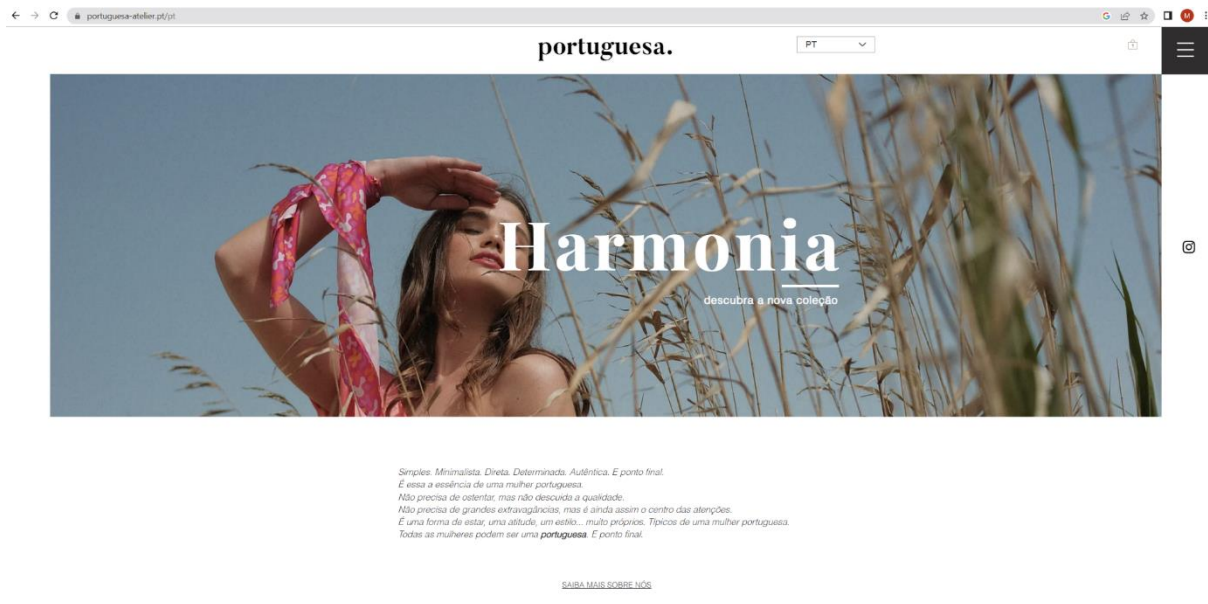 portuguesa-atelier.pt/pt
M
portuguesa.
PT
Harmonia
descubra a nova coleção
Simples. Minimalista. Direta. Determinada. Autêntica. E ponto final.
É essa a essência de uma mulher portuguesa.
Não precisa de ostentar, mas não descuida a qualidade.
Não precisa de grandes extravagâncias, mas é ainda assim o centro das atenções.
É uma forma de estar, uma atitude, um estilo... muito próprios. Típicos de uma mulher portuguesa.
Todas as mulheres podem ser uma portuguesa. E ponto final.
SAIBA MAIS SOBRE NÓS